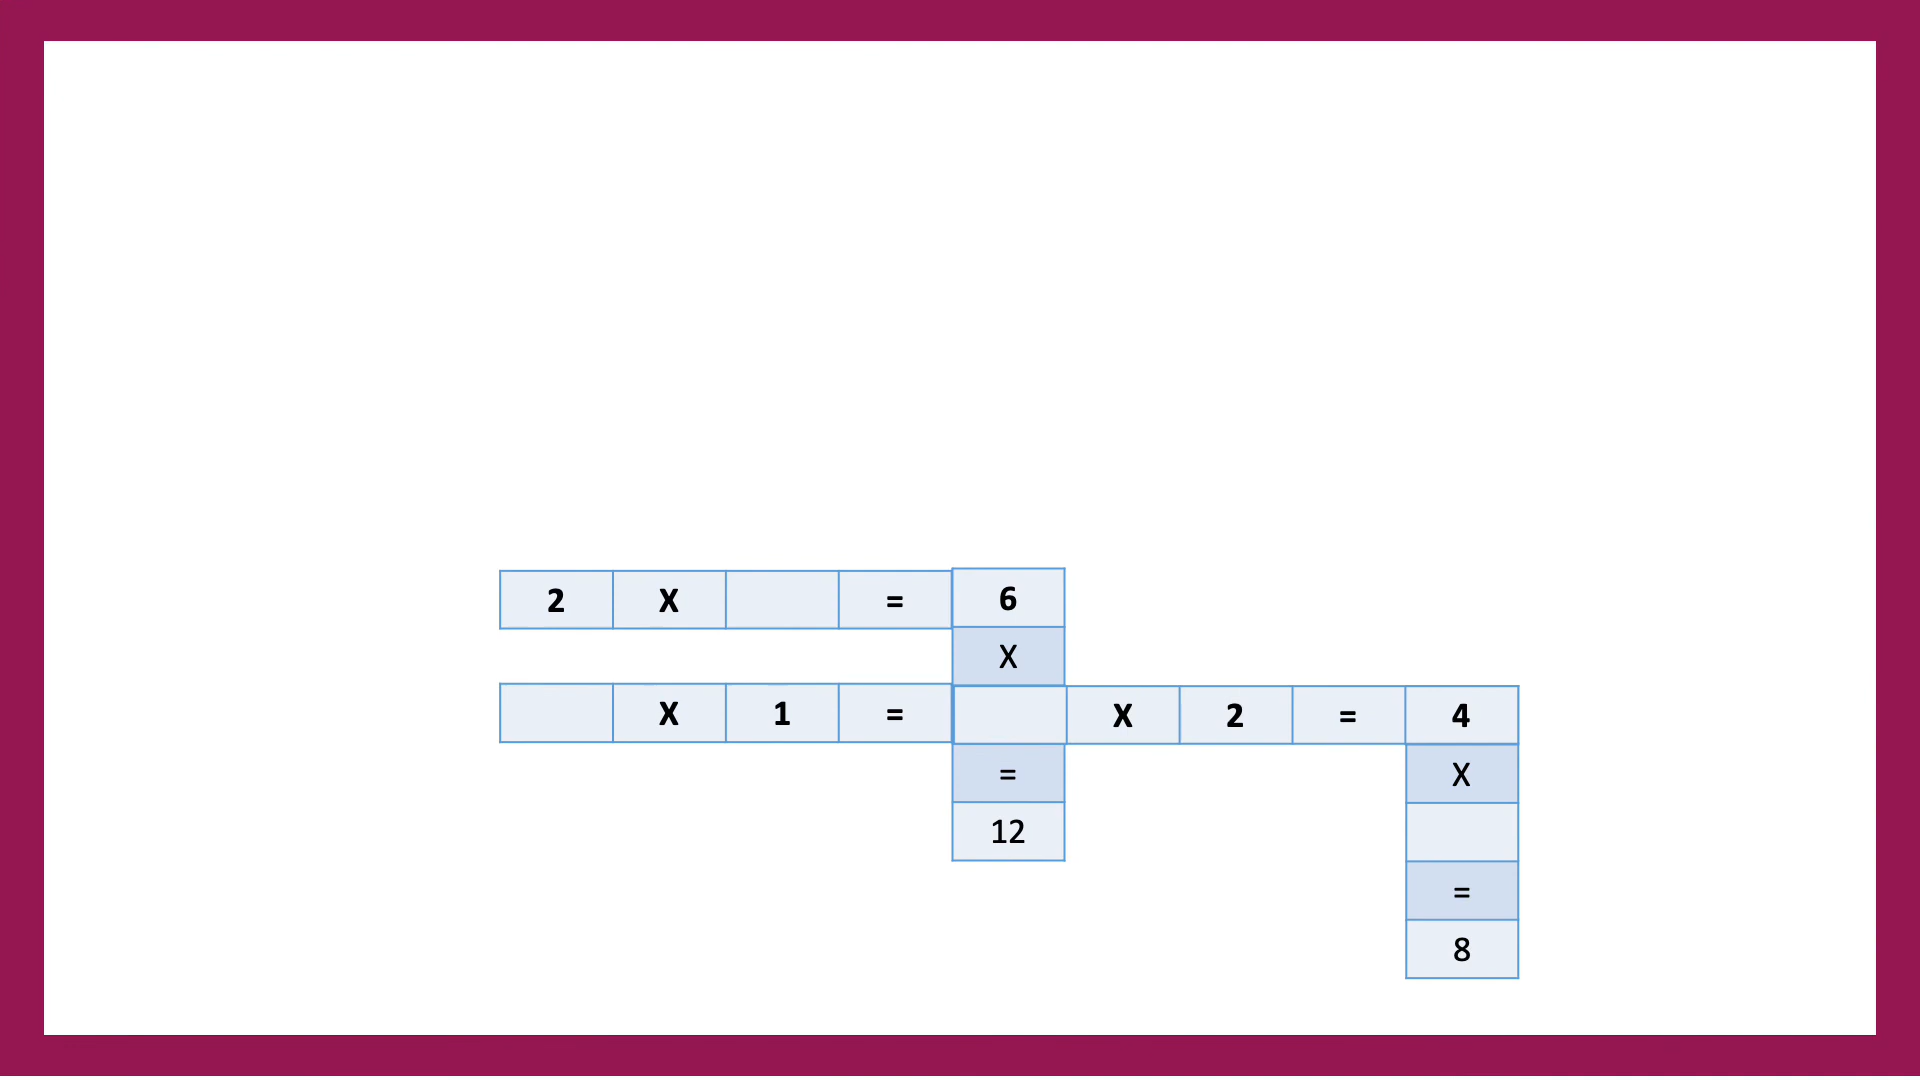 2 X = 6
X
X 1 = X 2 = 4
= X
12
=
8